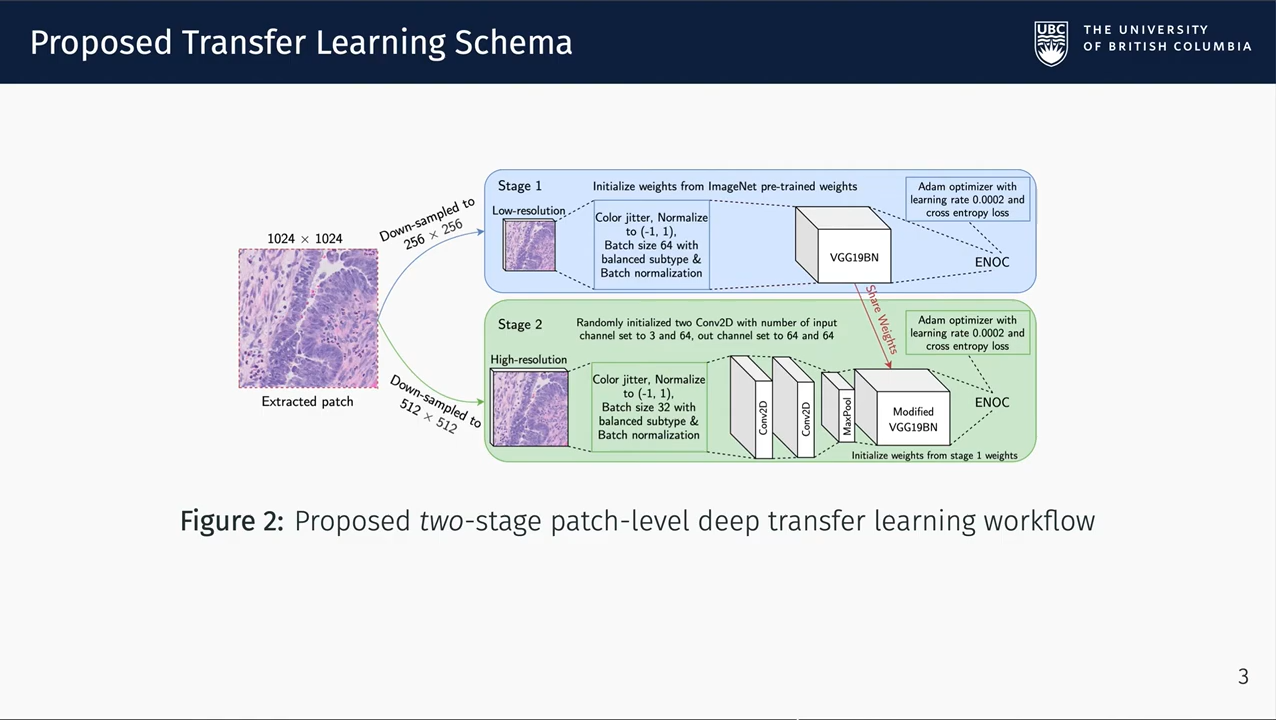 Proposed Transfer Learning Schema
UBC
THE UNIVERSITY
OF BRITISH COLUMBIA
1024 × 1024
Extracted patch
Down-sampled to
256 × 256
Down-sampled to
512 × 512
Stage 1
Initialize weights from ImageNet pre-trained weights
Low-resolution
Color jitter, Normalize
to (-1, 1),
Batch size 64 with
balanced subtype &
Batch normalization
VGG19BN
Adam optimizer with
learning rate 0.0002 and
cross entropy loss
ENOC
Share Weights
Stage 2
Randomly initialized two Conv2D with number of input
channel set to 3 and 64, out channel set to 64 and 64
High-resolution
Color jitter, Normalize
to (-1, 1),
Batch size 32 with
balanced subtype &
Batch normalization
Conv2D
Conv2D
MaxPool
Modified
VGG19BN
Initialize weights from stage 1 weights
Adam optimizer with
learning rate 0.0002 and
cross entropy loss
ENOC
Figure 2: Proposed two-stage patch-level deep transfer learning workflow
3